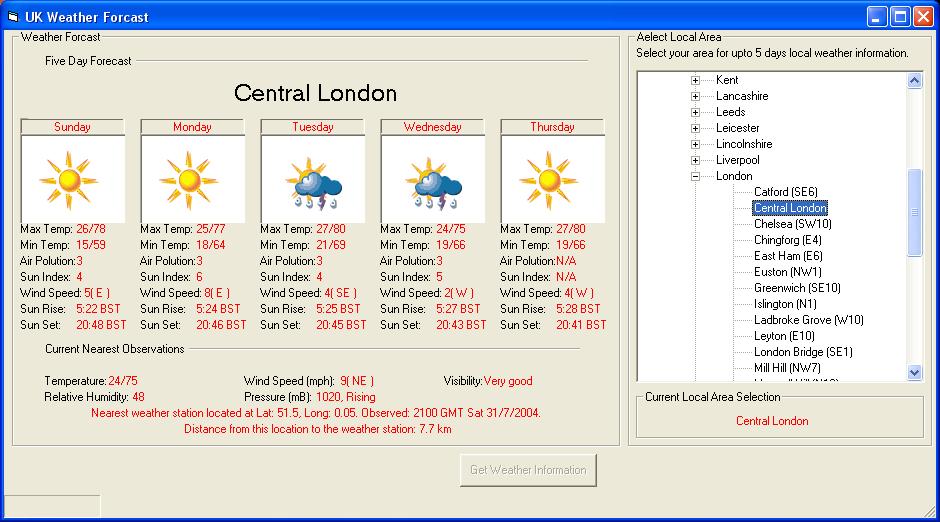 UK Weather Forcast
Weather Forcast
Five Day Forecast
Central London
Sunday Monday Tuesday Wednesday Thursday
Max Temp: 26/78 Max Temp: 25/77 Max Temp: 27/80 Max Temp: 24/75 Max Temp: 27/80
Min Temp: 15/59 Min Temp: 18/64 Min Temp: 21/69 Min Temp: 19/66 Min Temp: 19/66
Air Polution:3 Air Polution:3 Air Polution:3 Air Polution:3 Air Polution:N/A
Sun Index: 4 Sun Index: 6 Sun Index: 4 Sun Index: 5 Sun Index: N/A
Wind Speed: 5( E ) Wind Speed: 8( E ) Wind Speed: 4( SE ) Wind Speed: 2( W ) Wind Speed: 4( W )
Sun Rise: 5:22 BST Sun Rise: 5:24 BST Sun Rise: 5:25 BST Sun Rise: 5:27 BST Sun Rise: 5:28 BST
Sun Set: 20:48 BST Sun Set: 20:46 BST Sun Set: 20:45 BST Sun Set: 20:43 BST Sun Set: 20:41 BST
Current Nearest Observations
Temperature: 24/75 Wind Speed (mph): 9( NE ) Visibility:Very good
Relative Humidity: 48 Pressure (mB): 1020, Rising
Nearest weather station located at Lat: 51.5, Long: 0.05. Observed: 2100 GMT Sat 31/7/2004.
Distance from this location to the weather station: 7.7 km
Get Weather Information
Aelect Local Area
Select your area for upto 5 days local weather information.
Kent
Lancashire
Leeds
Leicester
Lincolnshire
Liverpool
London
Catford (SE6)
Central London
Chelsea (SW10)
Chingforg (E4)
East Ham (E6)
Euston (NW1)
Greenwich (SE10)
Islington (N1)
Ladbroke Grove (W10)
Leyton (E10)
London Bridge (SE1)
Mill Hill (NW7)
Current Local Area Selection
Central London